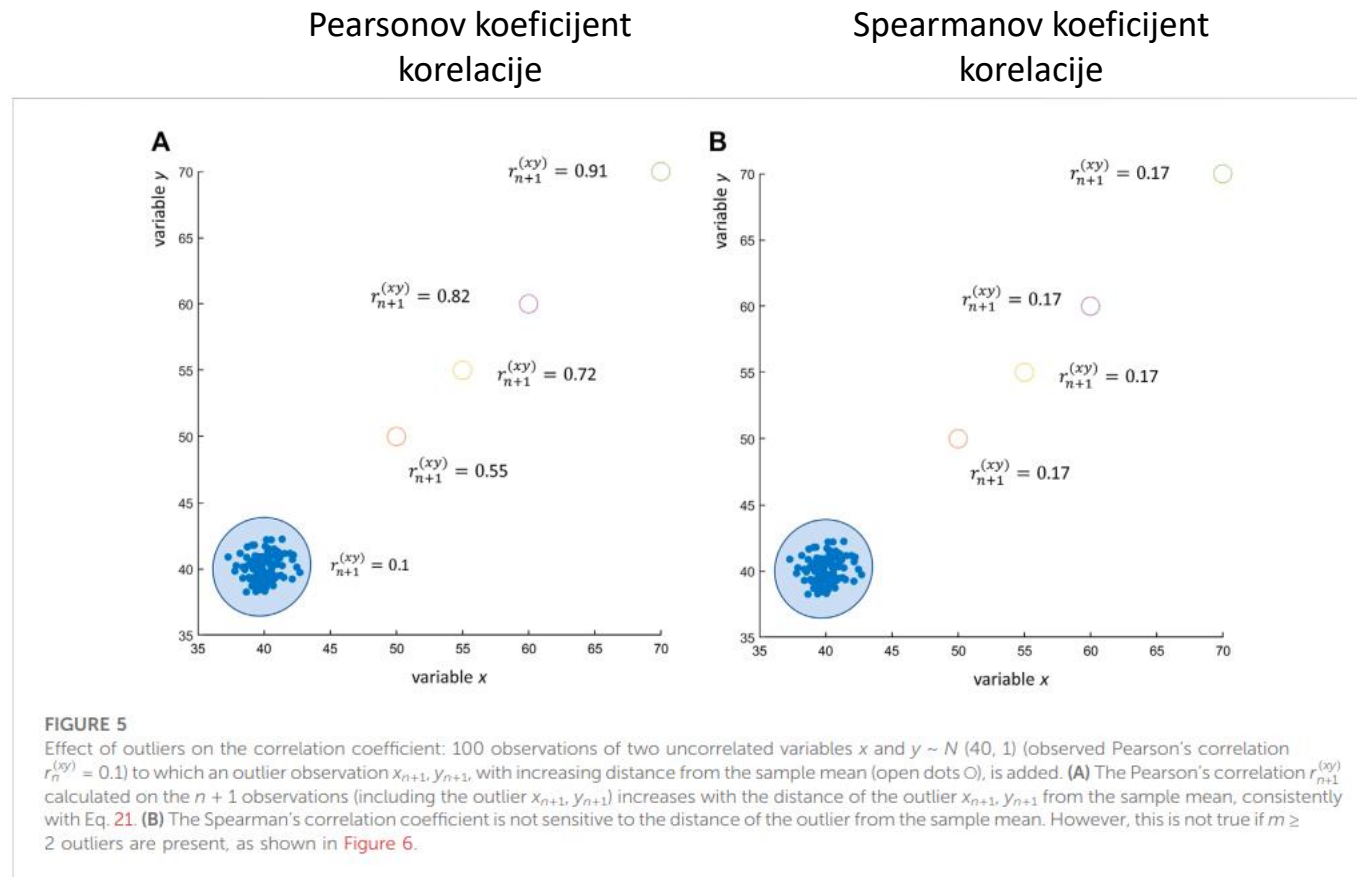 Pearsonov koeficijent
korelacije
Spearmanov koeficijent
korelacije
A
variable y
70
65
60
55
50
45
40
35
35 40 45 50 55 60 65 70
variable x
r_{n+1}^{(xy)} = 0.91
r_{n+1}^{(xy)} = 0.82
r_{n+1}^{(xy)} = 0.72
r_{n+1}^{(xy)} = 0.55
r_{n+1}^{(xy)} = 0.1
B
variable y
70
65
60
55
50
45
40
35
35 40 45 50 55 60 65 70
variable x
r_{n+1}^{(xy)} = 0.17
r_{n+1}^{(xy)} = 0.17
r_{n+1}^{(xy)} = 0.17
r_{n+1}^{(xy)} = 0.17
FIGURE 5
Effect of outliers on the correlation coefficient: 100 observations of two uncorrelated variables x and y ~ N (40, 1) (observed Pearson's correlation
r_n^{(xy)} = 0.1) to which an outlier observation x_{n+1}, y_{n+1}, with increasing distance from the sample mean (open dots O), is added. (A) The Pearson's correlation r_{n+1}^{(xy)}
calculated on the n + 1 observations (including the outlier x_{n+1}, y_{n+1}) increases with the distance of the outlier x_{n+1}, y_{n+1} from the sample mean, consistently
with Eq. 21. (B) The Spearman's correlation coefficient is not sensitive to the distance of the outlier from the sample mean. However, this is not true if m ≥
2 outliers are present, as shown in Figure 6.